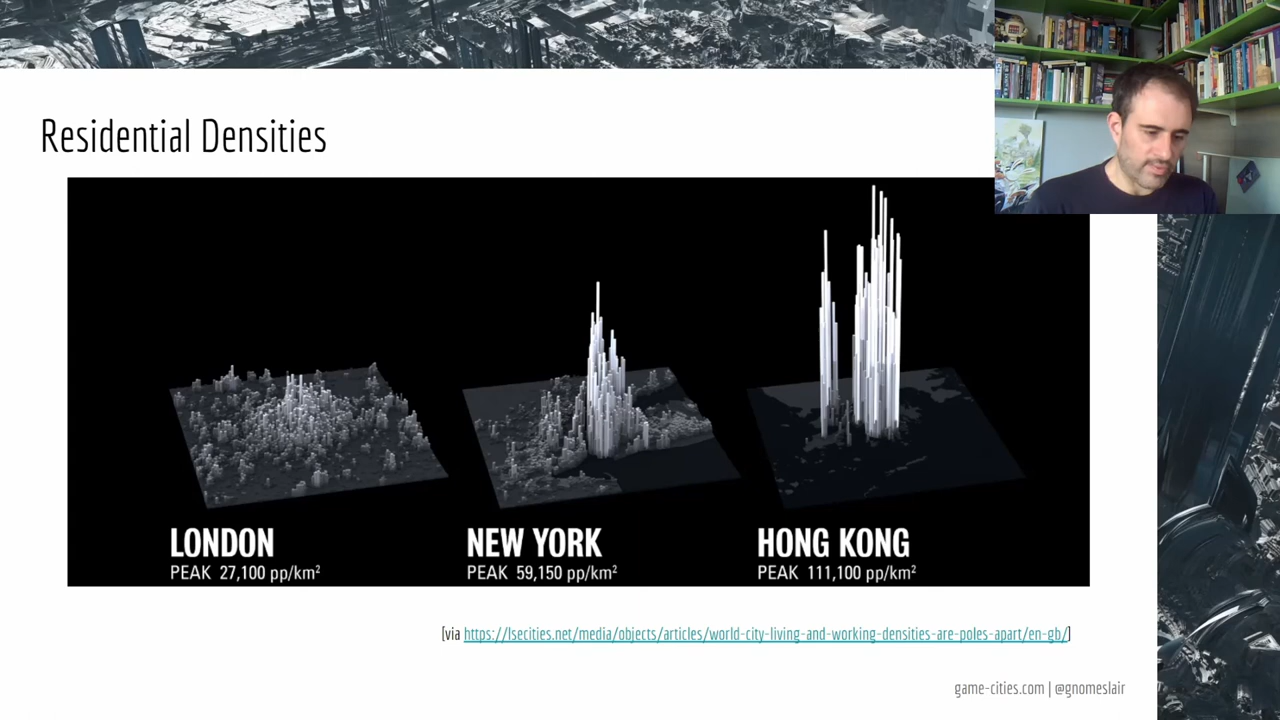 Residential Densities
LONDON
PEAK 27,100 pp/km²
NEW YORK
PEAK 59,150 pp/km²
HONG KONG
PEAK 111,100 pp/km²
[via https://lsecities.net/media/objects/articles/world-city-living-and-working-densities-are-poles-apart/en-gb/]
game-cities.com | @gnomeslair